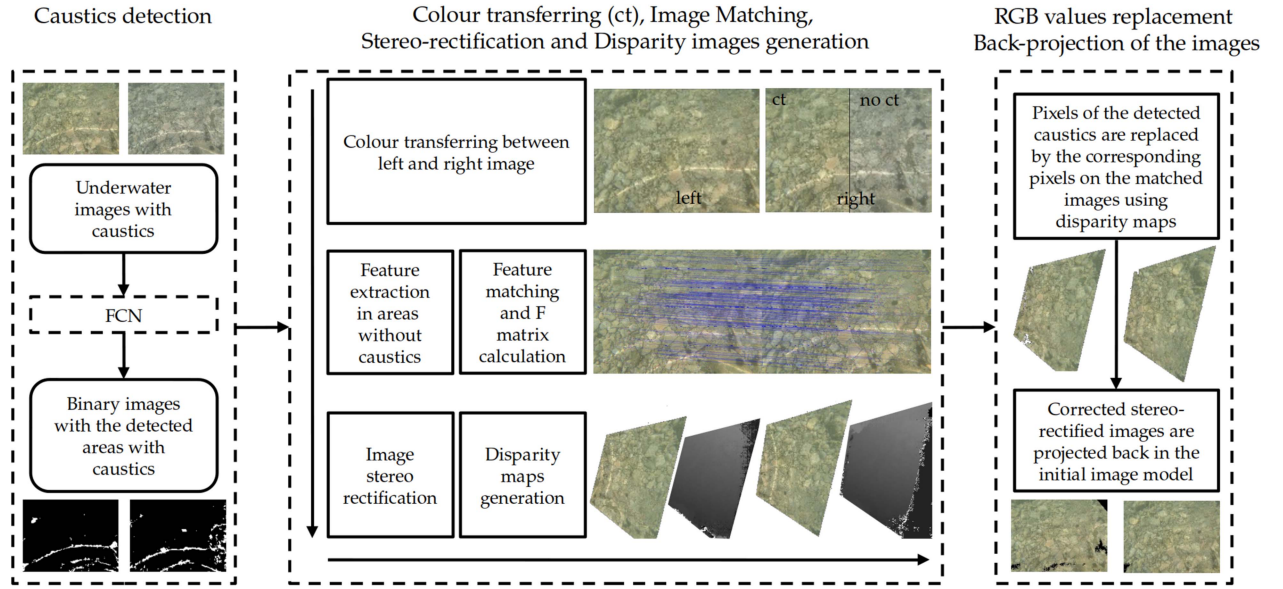 Caustics detection
Underwater
images with
caustics
FCN
Binary images
with the detected
areas with
caustics
Colour transferring (ct), Image Matching,
Stereo-rectification and Disparity images generation
Colour transferring between
left and right image
left
ct
no ct
right
Feature
extraction
in areas
without
caustics
Feature
matching
and F
matrix
calculation
Image
stereo
rectification
Disparity
maps
generation
RGB values replacement
Back-projection of the images
Pixels of the detected
caustics are replaced
by the corresponding
pixels on the matched
images using
disparity maps
Corrected stereo-
rectified images are
projected back in the
initial image model